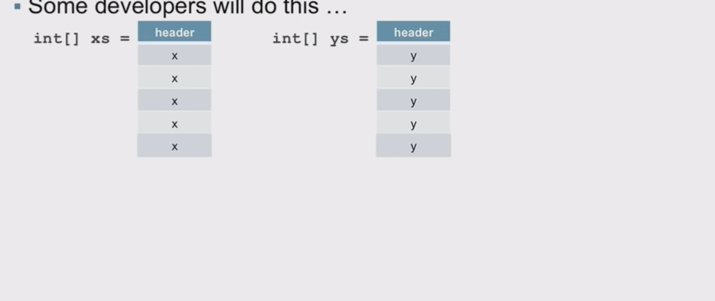 Some developers will do this …
int[] xs =
header
x
x
x
x
x
int[] ys =
header
y
y
y
y
y